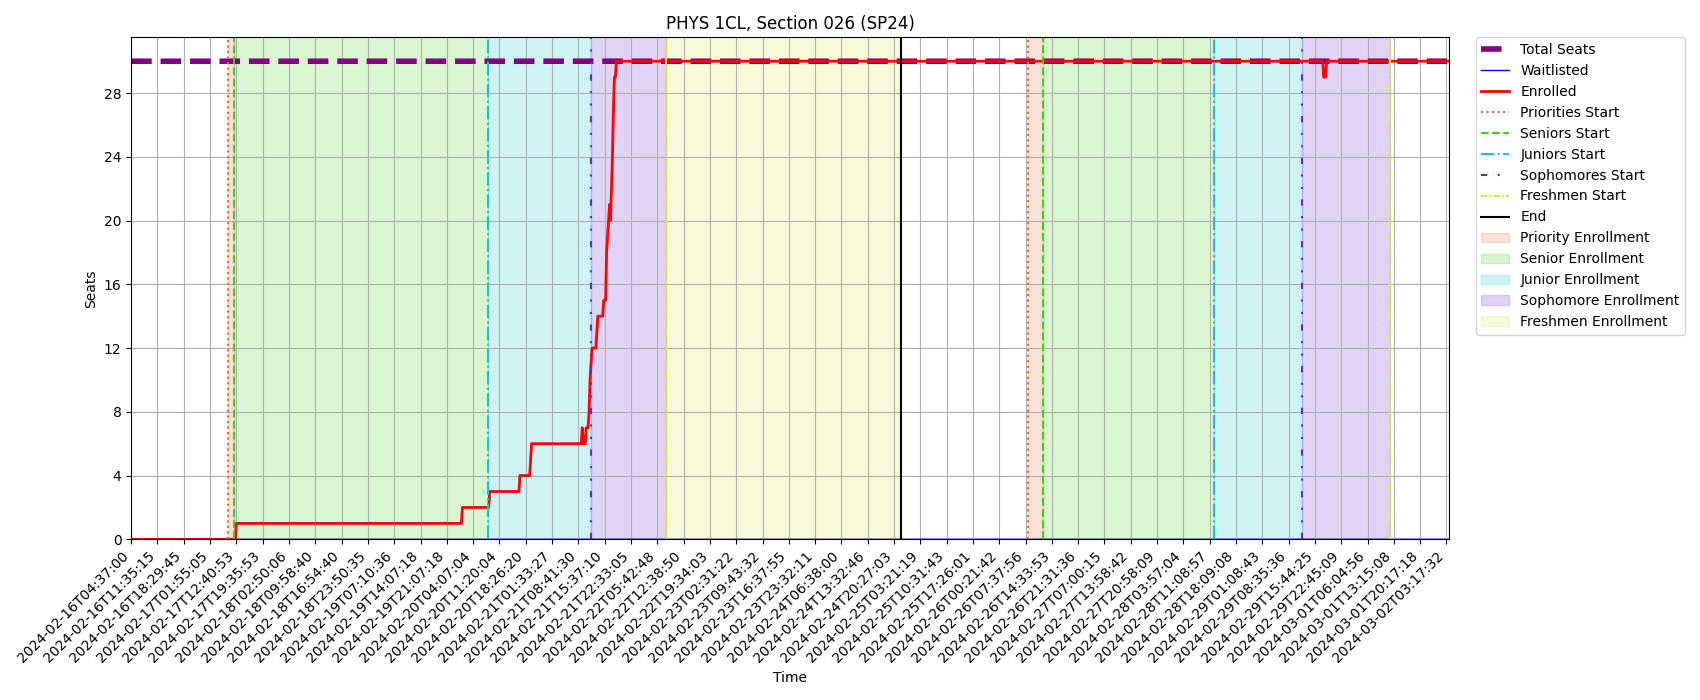 PHYS 1CL, Section 026 (SP24)
Seats
28
24
20
16
12
8
4
0
2024-02-16T04:37:00
2024-02-16T11:35:15
2024-02-16T18:29:45
2024-02-17T01:55:05
2024-02-17T12:40:53
2024-02-17T19:35:53
2024-02-18T02:50:06
2024-02-18T09:58:40
2024-02-18T16:54:40
2024-02-18T23:50:35
2024-02-19T07:10:36
2024-02-19T14:07:18
2024-02-19T21:07:18
2024-02-20T04:07:04
2024-02-20T11:20:04
2024-02-20T18:26:20
2024-02-21T01:33:27
2024-02-21T08:41:30
2024-02-21T15:37:10
2024-02-21T22:33:05
2024-02-22T05:42:48
2024-02-22T12:38:50
2024-02-22T19:34:03
2024-02-23T02:31:22
2024-02-23T09:43:32
2024-02-23T16:37:55
2024-02-23T23:32:11
2024-02-24T06:38:00
2024-02-24T13:32:46
2024-02-24T20:27:03
2024-02-25T03:21:19
2024-02-25T10:31:43
2024-02-25T17:26:01
2024-02-26T00:21:42
2024-02-26T07:37:56
2024-02-26T14:33:53
2024-02-26T21:31:36
2024-02-27T07:00:15
2024-02-27T13:58:42
2024-02-27T20:58:09
2024-02-28T03:57:04
2024-02-28T11:08:57
2024-02-28T18:09:08
2024-02-29T01:08:43
2024-02-29T08:35:36
2024-02-29T15:44:25
2024-02-29T22:45:09
2024-03-01T06:04:56
2024-03-01T13:15:08
2024-03-01T20:17:18
2024-03-02T03:17:32
Time
Total Seats
Waitlisted
Enrolled
Priorities Start
Seniors Start
Juniors Start
Sophomores Start
Freshmen Start
End
Priority Enrollment
Senior Enrollment
Junior Enrollment
Sophomore Enrollment
Freshmen Enrollment